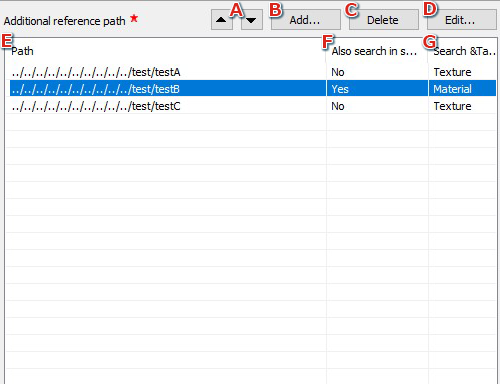 Additional reference path * A B Add... C Delete D Edit...
E Path F Also search in s... G Search &Ta...
../../../../../../../../../../test/testA No Texture
../../../../../../../../../../test/testB Yes Material
../../../../../../../../../../test/testC No Texture